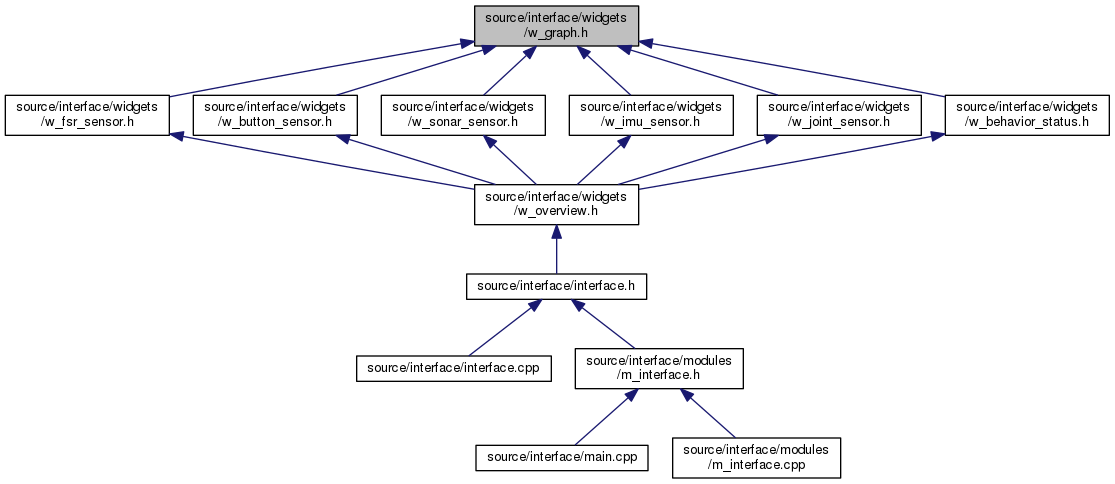 source/interface/widgets
/w_graph.h
source/interface/widgets
/w_fsr_sensor.h
source/interface/widgets
/w_button_sensor.h
source/interface/widgets
/w_sonar_sensor.h
source/interface/widgets
/w_imu_sensor.h
source/interface/widgets
/w_joint_sensor.h
source/interface/widgets
/w_behavior_status.h
source/interface/widgets
/w_overview.h
source/interface/interface.h
source/interface/interface.cpp
source/interface/modules
/m_interface.h
source/interface/main.cpp
source/interface/modules
/m_interface.cpp